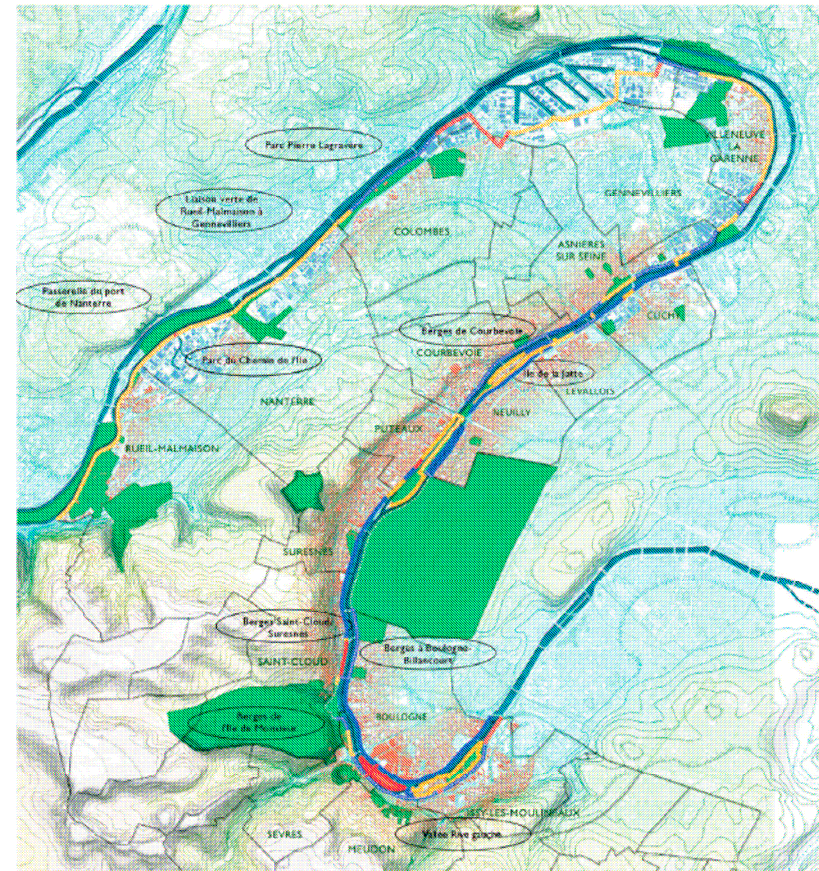 Parc Pierre Lagravère
VILLENEUVE
LA
GARENNE
Liaison verte de
Rueil-Malmaison à
Gennevilliers
GENNEVILLIERS
COLOMBES
ASNIERES
SUR SEINE
Passerelle du port
de Nanterre
CLICHY
Berges de Courbevoie
COURBEVOIE
Parc du Chemin de l'Ile
Ile de la Jatte
LEVALLOIS
NANTERRE
NEUILLY
PUTEAUX
RUEIL-MALMAISON
SURESNES
Berges Saint-Cloud/
Suresnes
Berges à Boulogne-
Billancourt
SAINT-CLOUD
Berges de
l'Ile de Monsieur
BOULOGNE
ISSY-LES-MOULINEAUX
SEVRES
Vallée Rive gauche
MEUDON